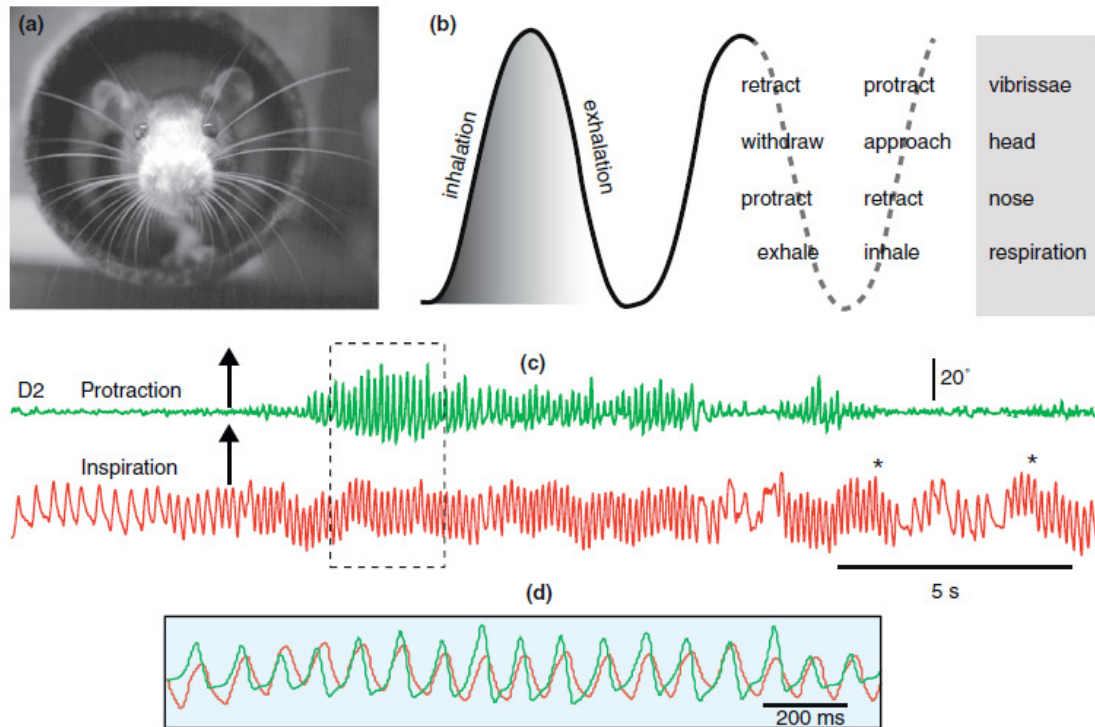 (a)
(b)
inhalation
exhalation
retract protract vibrissae
withdraw approach head
protract retract nose
exhale inhale respiration
(c)
D2 Protraction
20°
Inspiration
* *
5 s
(d)
200 ms